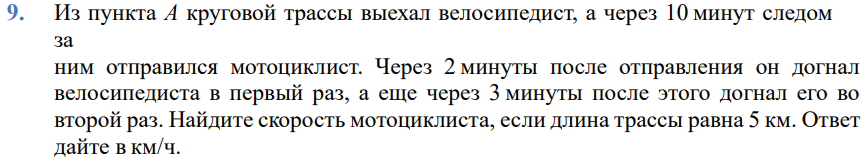 9. Из пункта A круговой трассы выехал велосипедист, а через 10 минут следом
за
ним отправился мотоциклист. Через 2 минуты после отправления он догнал
велосипедиста в первый раз, а еще через 3 минуты после этого догнал его во
второй раз. Найдите скорость мотоциклиста, если длина трассы равна 5 км. Ответ
дайте в км/ч.